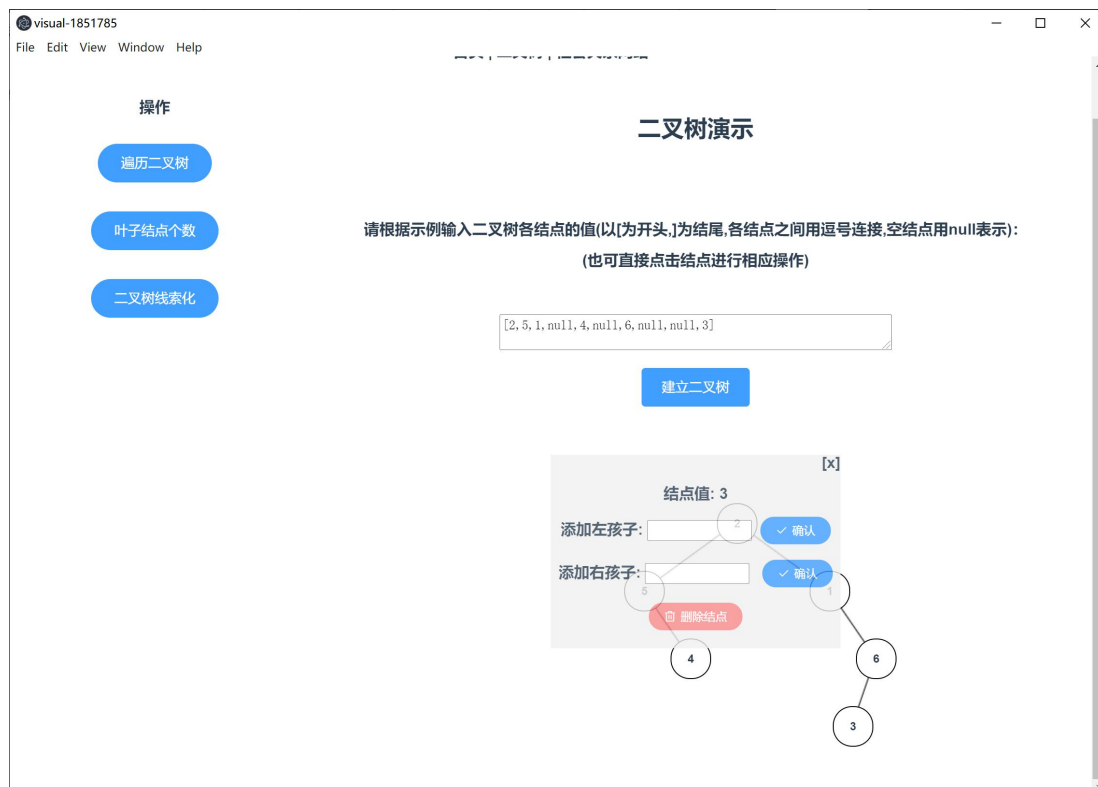 visual-1851785
File Edit View Window Help
操作
遍历二叉树
叶子结点个数
二叉树线索化
二叉树演示
请根据示例输入二叉树各结点的值(以[为开头,]为结尾,各结点之间用逗号连接,空结点用null表示):
(也可直接点击结点进行相应操作)
[2,5,1,null,4,null,6,null,null,3]
建立二叉树
[x]
结点值: 3
2
添加左孩子: 确认
添加右孩子: 确认
5
1
删除结点
4
6
3